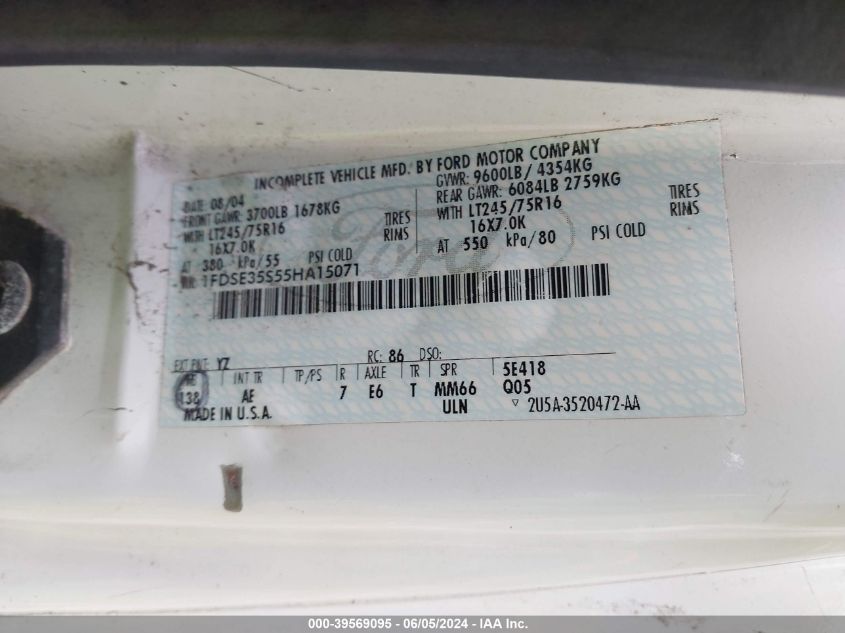 INCOMPLETE VEHICLE MFD. BY FORD MOTOR COMPANY
DATE: 08/04 GVWR: 9600LB/ 4354KG
FRONT GAWR: 3700LB 1678KG REAR GAWR: 6084LB 2759KG
WITH LT245/75R16 TIRES WITH LT245/75R16 TIRES
16X7.0K RIMS 16X7.0K RIMS
AT 380 kPa/ 55 PSI COLD AT 550 kPa/80 PSI COLD
1FDSE35S55HA15071
Ford
EXT PNT: YZ RC: 86 DSO:
WB INT TR TP/PS R AXLE TR SPR 5E418
138 AE 7 E6 T MM66 Q05
MADE IN U.S.A. ULN ▽ 2U5A-3520472-AA
000-39569095 - 06/05/2024 - IAA Inc.